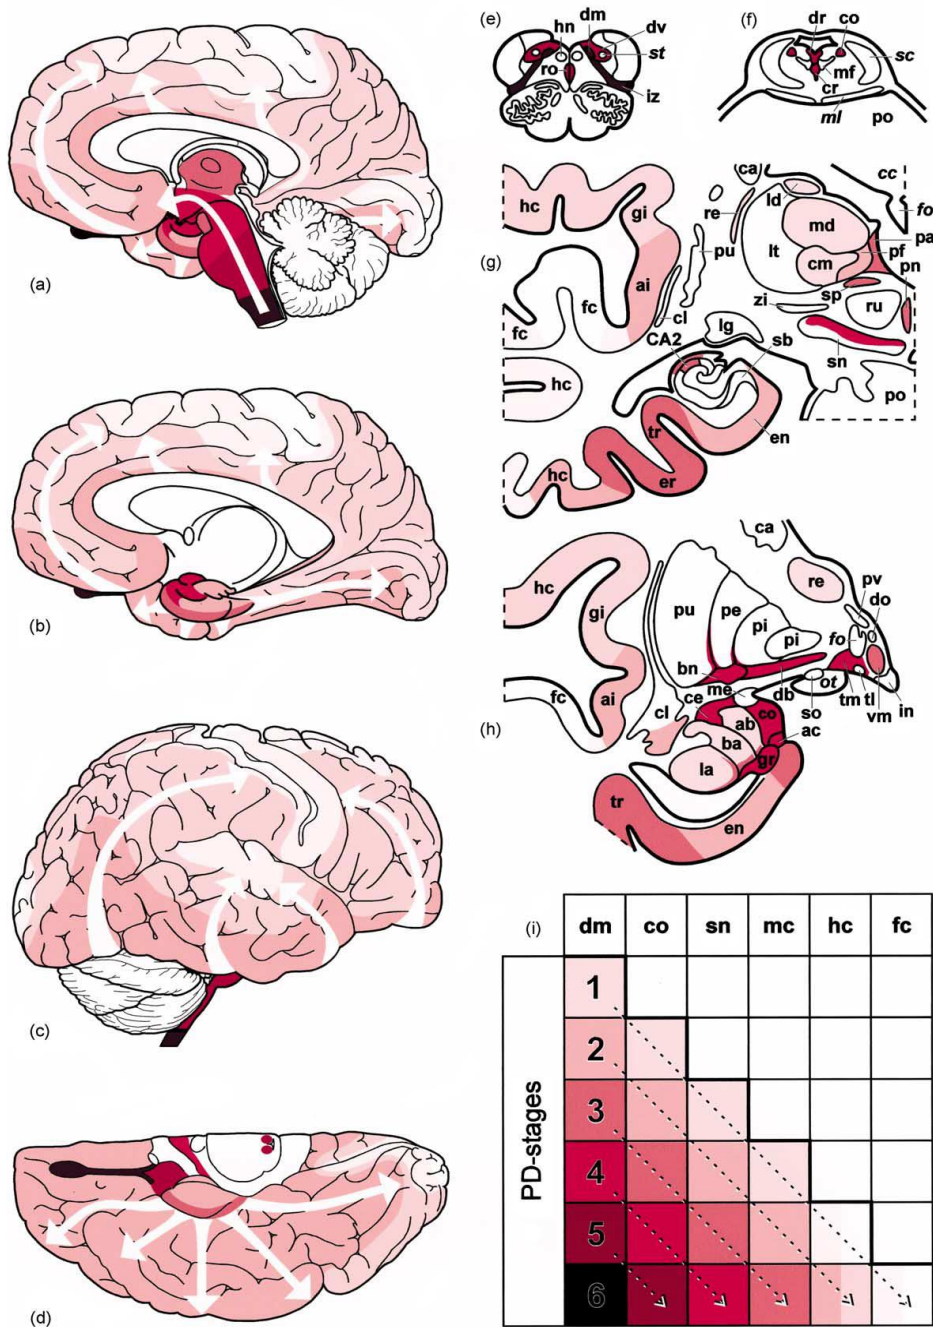 (a)
(b)
(c)
(d)
(e)
hn
dm
dv
st
ro
iz
(f)
dr
co
sc
mf
cr
ml
po
(g)
hc
gi
ca
re
ld
cc
fo
md
pa
lt
pf
cm
pn
pu
ai
sp
zi
ru
fc
fc
cl
lg
sn
CA2
sb
hc
po
tr
en
hc
er
(h)
ca
hc
re
pv
gi
pu
pe
do
pi
pi
fo
bn
db
ot
me
ce
so
tm
tl
vm
in
fc
ai
cl
co
ab
ac
ba
gr
la
tr
en
(i)
dm co sn mc hc fc
PD-stages
1
2
3
4
5
6